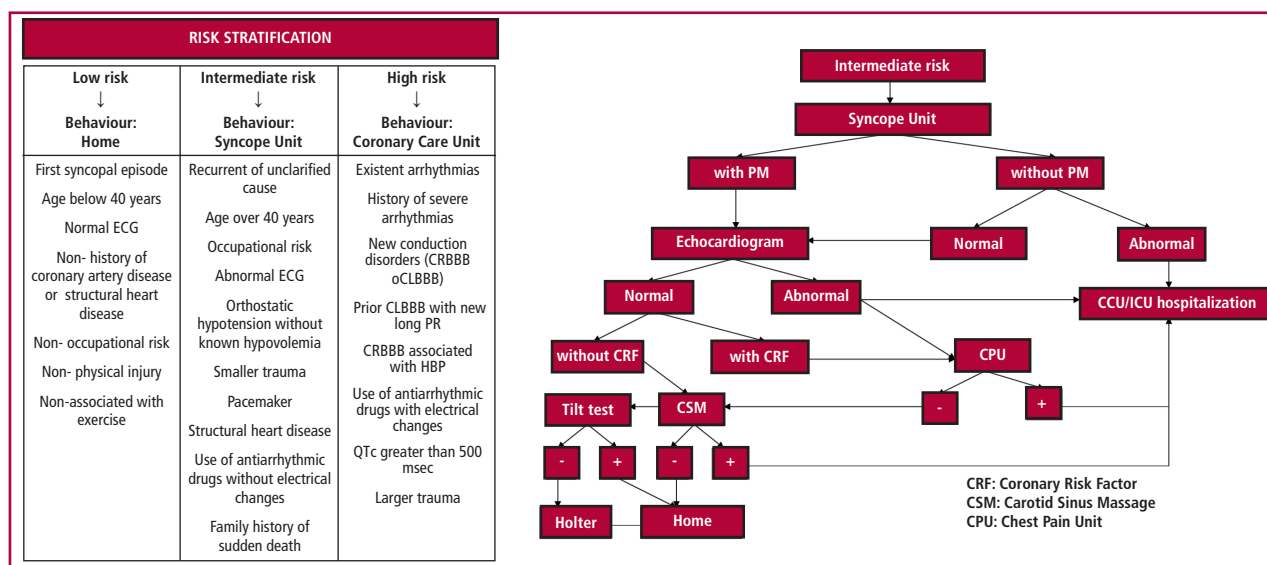 RISK STRATIFICATION
Low risk
↓
Behaviour:
Home
First syncopal episode
Age below 40 years
Normal ECG
Non- history of
coronary artery disease
or structural heart
disease
Non- occupational risk
Non- physical injury
Non-associated with
exercise
Intermediate risk
↓
Behaviour:
Syncope Unit
Recurrent of unclarified
cause
Age over 40 years
Occupational risk
Abnormal ECG
Orthostatic
hypotension without
known hypovolemia
Smaller trauma
Pacemaker
Structural heart disease
Use of antiarrhythmic
drugs without electrical
changes
Family history of
sudden death
High risk
↓
Behaviour:
Coronary Care Unit
Existent arrhythmias
History of severe
arrhythmias
New conduction
disorders (CRBBB
oCLBBB)
Prior CLBBB with new
long PR
CRBBB associated
with HBP
Use of antiarrhythmic
drugs with electrical
changes
QTc greater than 500
msec
Larger trauma
Intermediate risk
Syncope Unit
with PM
without PM
Echocardiogram
Normal
Abnormal
Normal
Abnormal
CCU/ICU hospitalization
without CRF
with CRF
CPU
Tilt test
CSM
-
+
-
+
-
+
Holter
Home
CRF: Coronary Risk Factor
CSM: Carotid Sinus Massage
CPU: Chest Pain Unit